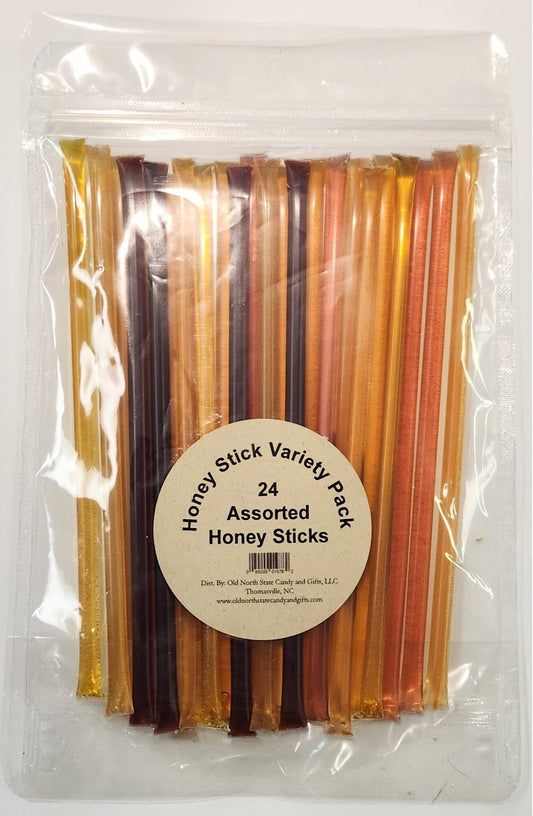 Honey Stick Variety Pack
24
Assorted
Honey Sticks
Dist. By: Old North State Candy and Gifts, LLC
Thomasville, NC
www.oldnorthstatecandyandgifts.com